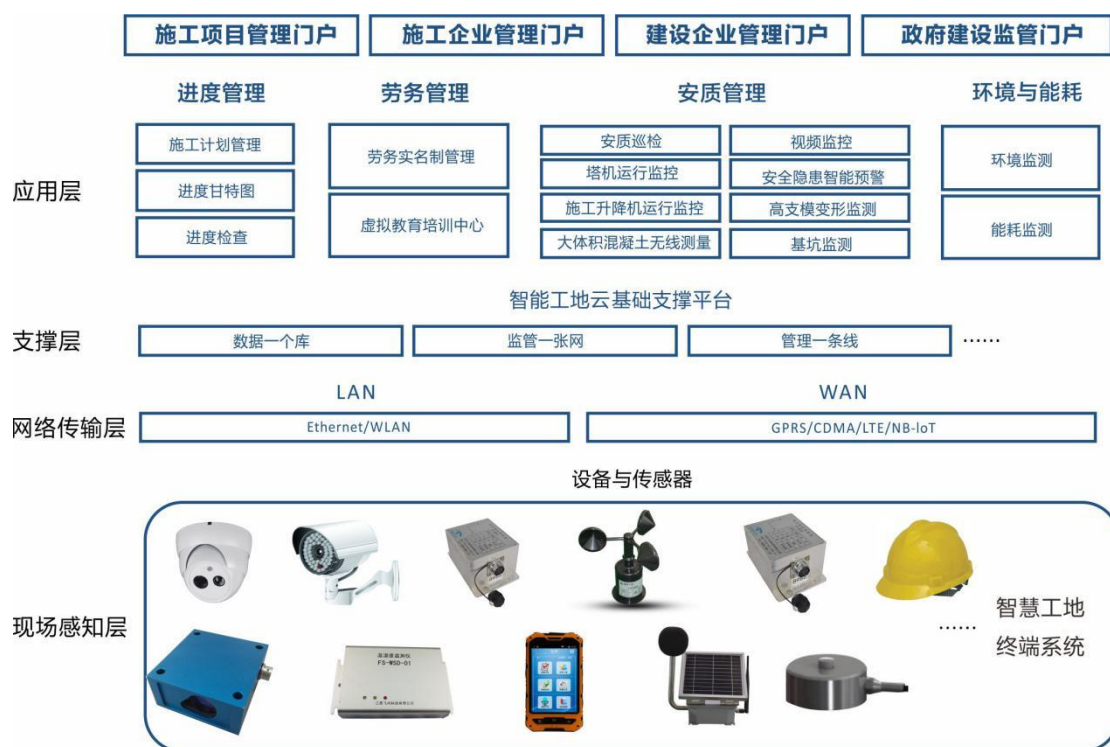 施工项目管理门户
施工企业管理门户
建设企业管理门户
政府建设监管门户
进度管理
劳务管理
安质管理
环境与能耗
应用层
施工计划管理
进度甘特图
进度检查
劳务实名制管理
虚拟教育培训中心
安质巡检
视频监控
塔机运行监控
安全隐患智能预警
施工升降机运行监控
高支模变形监测
大体积混凝土无线测量
基坑监测
环境监测
能耗监测
智能工地云基础支撑平台
支撑层
数据一个库
监管一张网
管理一条线
……
LAN
WAN
网络传输层
Ethernet/WLAN
GPRS/CDMA/LTE/NB-IoT
设备与传感器
现场感知层
FS-WSD-01
……
智慧工地
终端系统